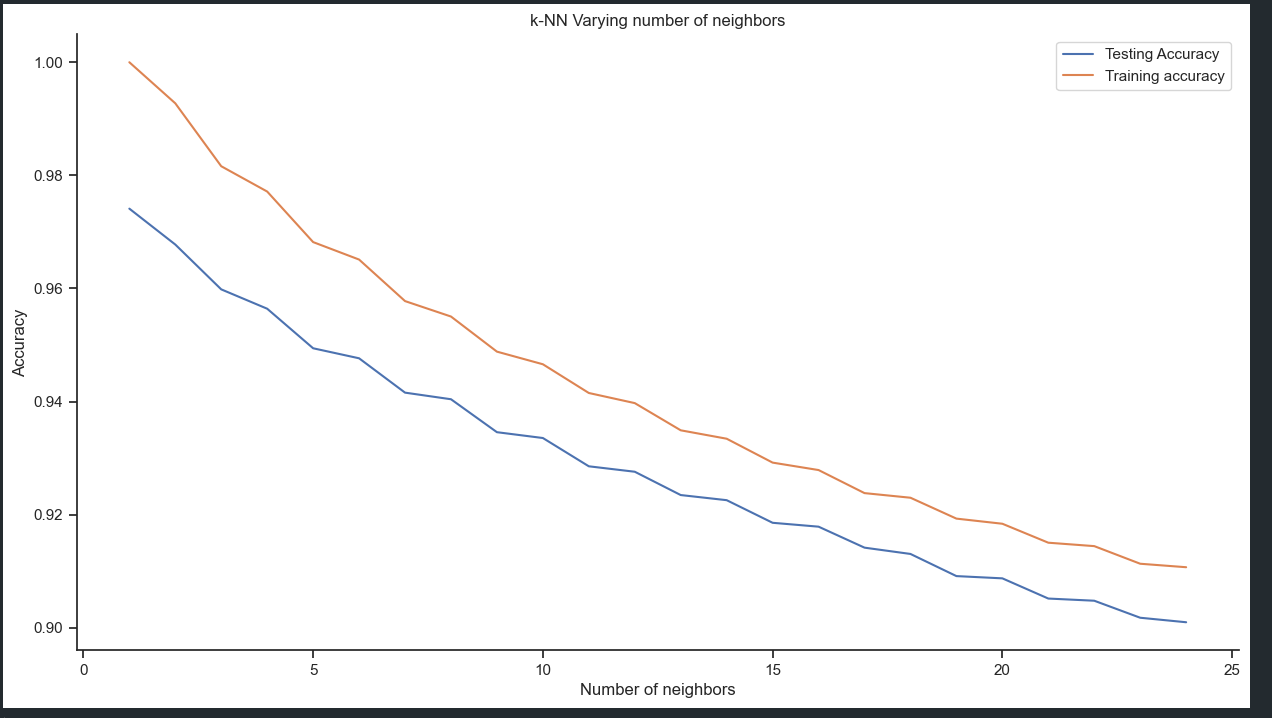 k-NN Varying number of neighbors
Testing Accuracy
Training accuracy
1.00
0.98
0.96
0.94
0.92
0.90
Accuracy
0 5 10 15 20 25
Number of neighbors